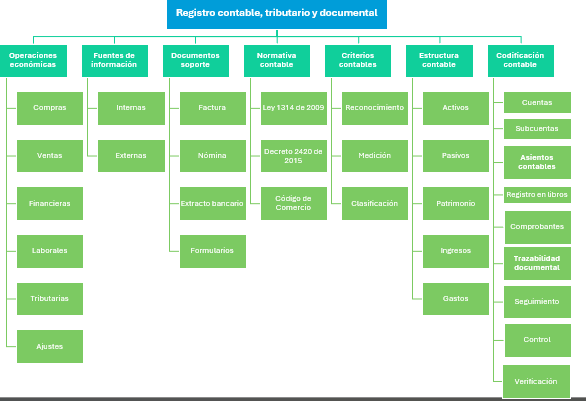 Registro contable, tributario y documental
Operaciones
económicas
Compras
Ventas
Financieras
Laborales
Tributarias
Ajustes
Fuentes de
información
Internas
Externas
Documentos
soporte
Factura
Nómina
Extracto bancario
Formularios
Normativa
contable
Ley 1314 de 2009
Decreto 2420 de
2015
Código de
Comercio
Criterios
contables
Reconocimiento
Medición
Clasificación
Estructura
contable
Activos
Pasivos
Patrimonio
Ingresos
Gastos
Codificación
contable
Cuentas
Subcuentas
Asientos
contables
Registro en libros
Comprobantes
Trazabilidad
documental
Seguimiento
Control
Verificación